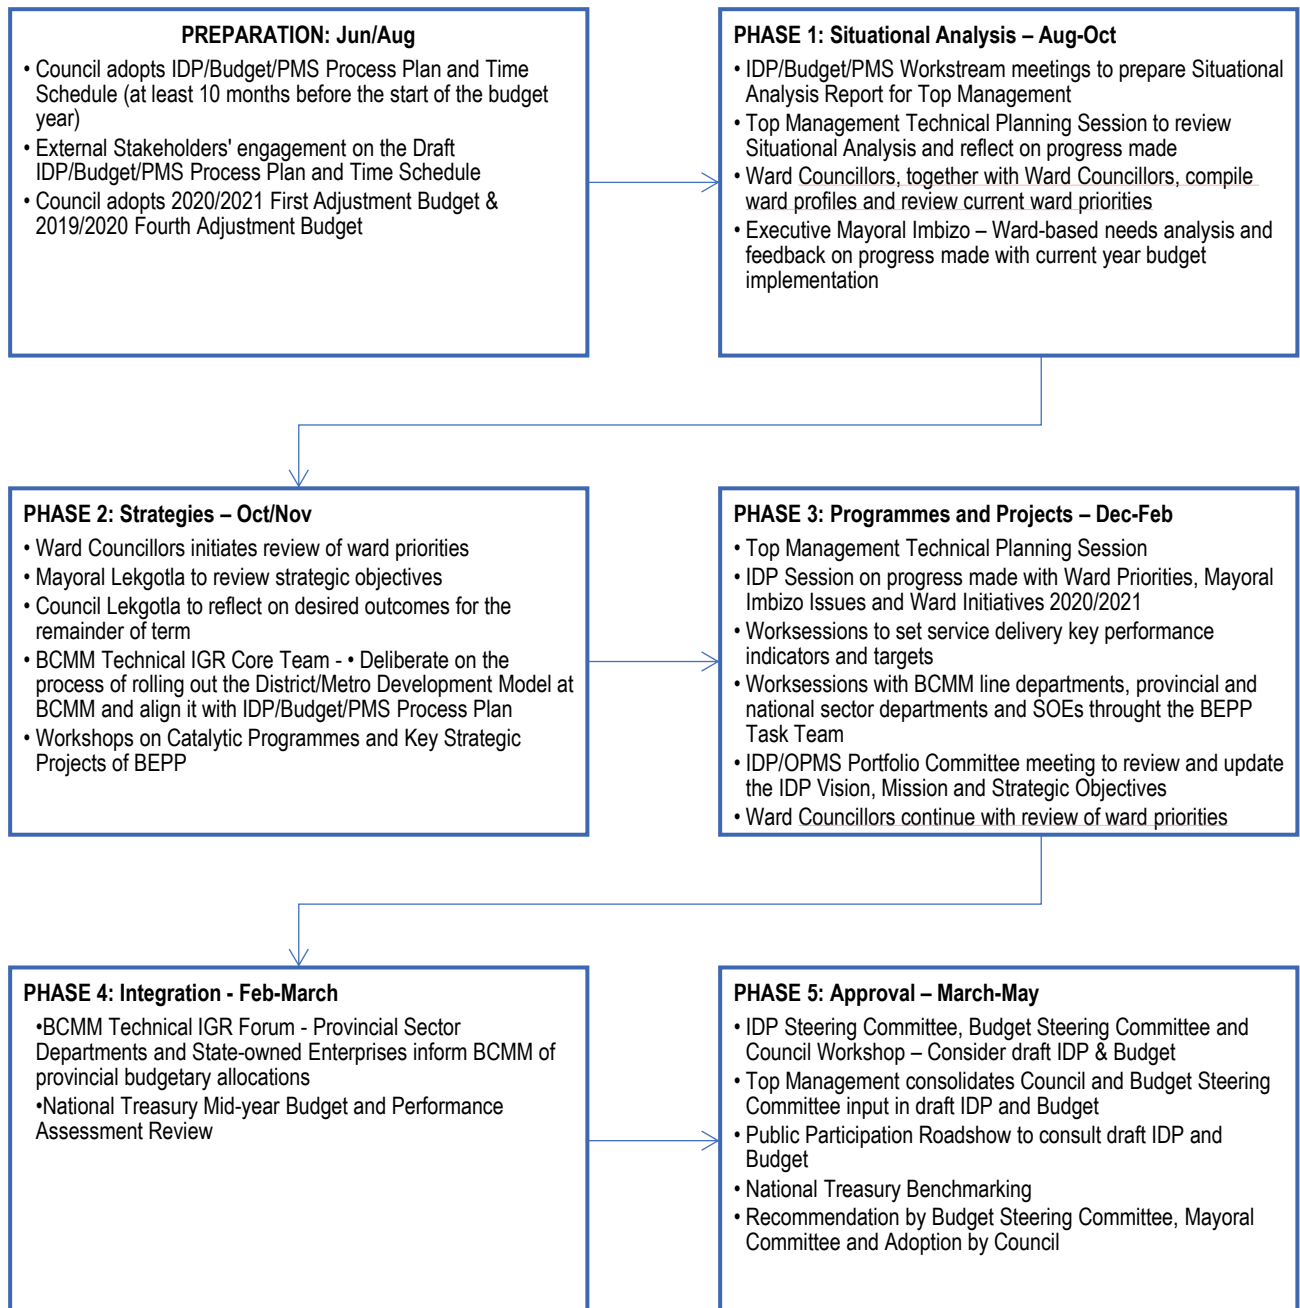 PREPARATION: Jun/Aug
• Council adopts IDP/Budget/PMS Process Plan and Time
Schedule (at least 10 months before the start of the budget
year)
• External Stakeholders' engagement on the Draft
IDP/Budget/PMS Process Plan and Time Schedule
• Council adopts 2020/2021 First Adjustment Budget &
2019/2020 Fourth Adjustment Budget
PHASE 1: Situational Analysis – Aug-Oct
• IDP/Budget/PMS Workstream meetings to prepare Situational
Analysis Report for Top Management
• Top Management Technical Planning Session to review
Situational Analysis and reflect on progress made
• Ward Councillors, together with Ward Councillors, compile
ward profiles and review current ward priorities
• Executive Mayoral Imbizo – Ward-based needs analysis and
feedback on progress made with current year budget
implementation
PHASE 2: Strategies – Oct/Nov
• Ward Councillors initiates review of ward priorities
• Mayoral Lekgotla to review strategic objectives
• Council Lekgotla to reflect on desired outcomes for the
remainder of term
• BCMM Technical IGR Core Team - • Deliberate on the
process of rolling out the District/Metro Development Model at
BCMM and align it with IDP/Budget/PMS Process Plan
• Workshops on Catalytic Programmes and Key Strategic
Projects of BEPP
PHASE 3: Programmes and Projects – Dec-Feb
• Top Management Technical Planning Session
• IDP Session on progress made with Ward Priorities, Mayoral
Imbizo Issues and Ward Initiatives 2020/2021
• Worksessions to set service delivery key performance
indicators and targets
• Worksessions with BCMM line departments, provincial and
national sector departments and SOEs throught the BEPP
Task Team
• IDP/OPMS Portfolio Committee meeting to review and update
the IDP Vision, Mission and Strategic Objectives
• Ward Councillors continue with review of ward priorities
PHASE 4: Integration - Feb-March
•BCMM Technical IGR Forum - Provincial Sector
Departments and State-owned Enterprises inform BCMM of
provincial budgetary allocations
•National Treasury Mid-year Budget and Performance
Assessment Review
PHASE 5: Approval – March-May
• IDP Steering Committee, Budget Steering Committee and
Council Workshop – Consider draft IDP & Budget
• Top Management consolidates Council and Budget Steering
Committee input in draft IDP and Budget
• Public Participation Roadshow to consult draft IDP and
Budget
• National Treasury Benchmarking
• Recommendation by Budget Steering Committee, Mayoral
Committee and Adoption by Council